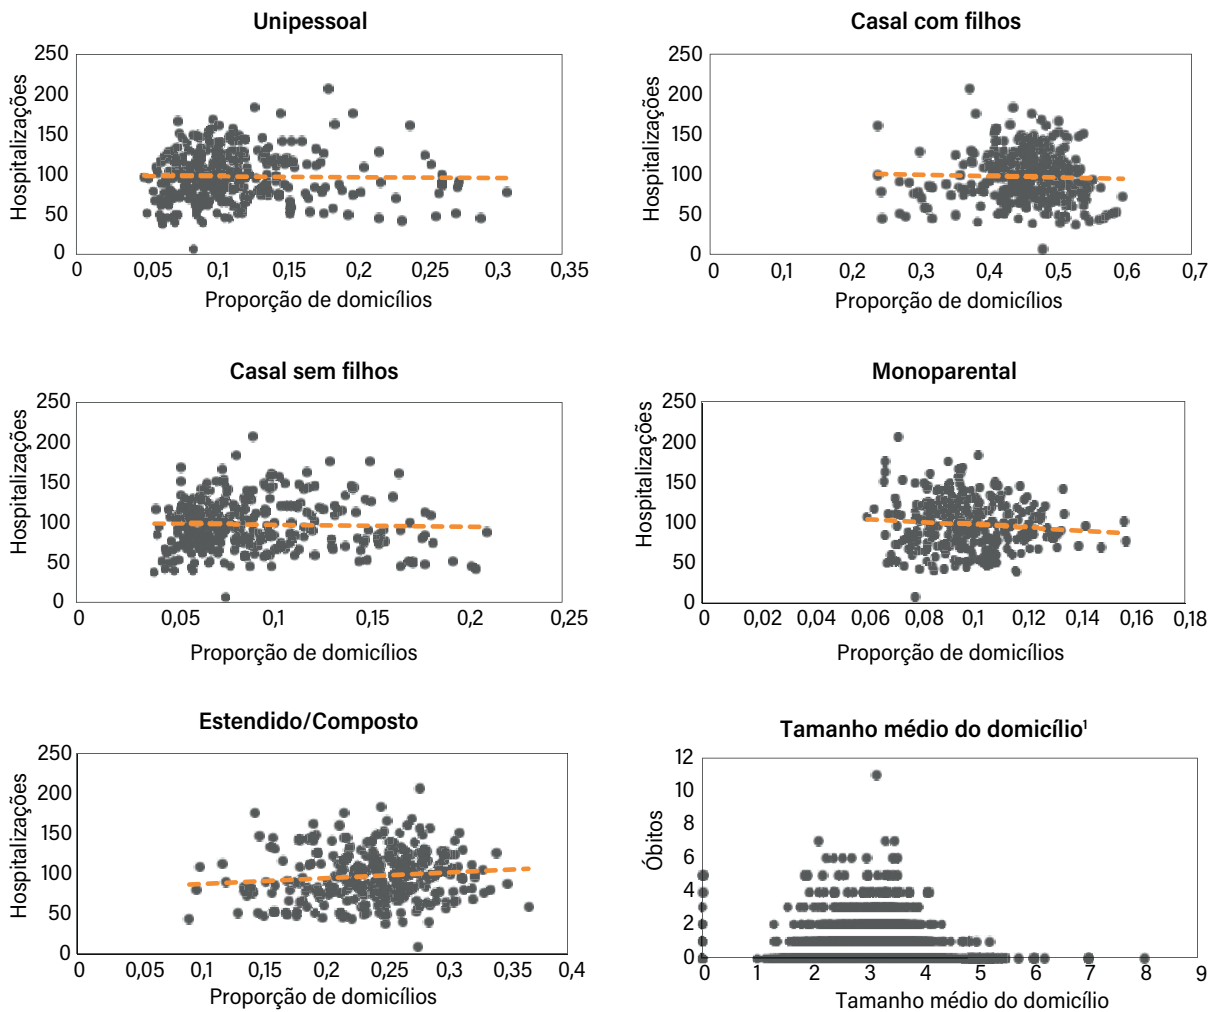 Unipessoal
Hospitalizações
250
200
150
100
50
0
0 0,05 0,1 0,15 0,2 0,25 0,3 0,35
Proporção de domicílios
Casal com filhos
Hospitalizações
250
200
150
100
50
0
0 0,1 0,2 0,3 0,4 0,5 0,6 0,7
Proporção de domicílios
Casal sem filhos
Hospitalizações
250
200
150
100
50
0
0 0,05 0,1 0,15 0,2 0,25
Proporção de domicílios
Monoparental
Hospitalizações
250
200
150
100
50
0
0 0,02 0,04 0,06 0,08 0,1 0,12 0,14 0,16 0,18
Proporção de domicílios
Estendido/Composto
Hospitalizações
250
200
150
100
50
0
0 0,05 0,1 0,15 0,2 0,25 0,3 0,35 0,4
Proporção de domicílios
Tamanho médio do domicílio¹
Óbitos
12
10
8
6
4
2
0
0 1 2 3 4 5 6 7 8 9
Tamanho médio do domicílio